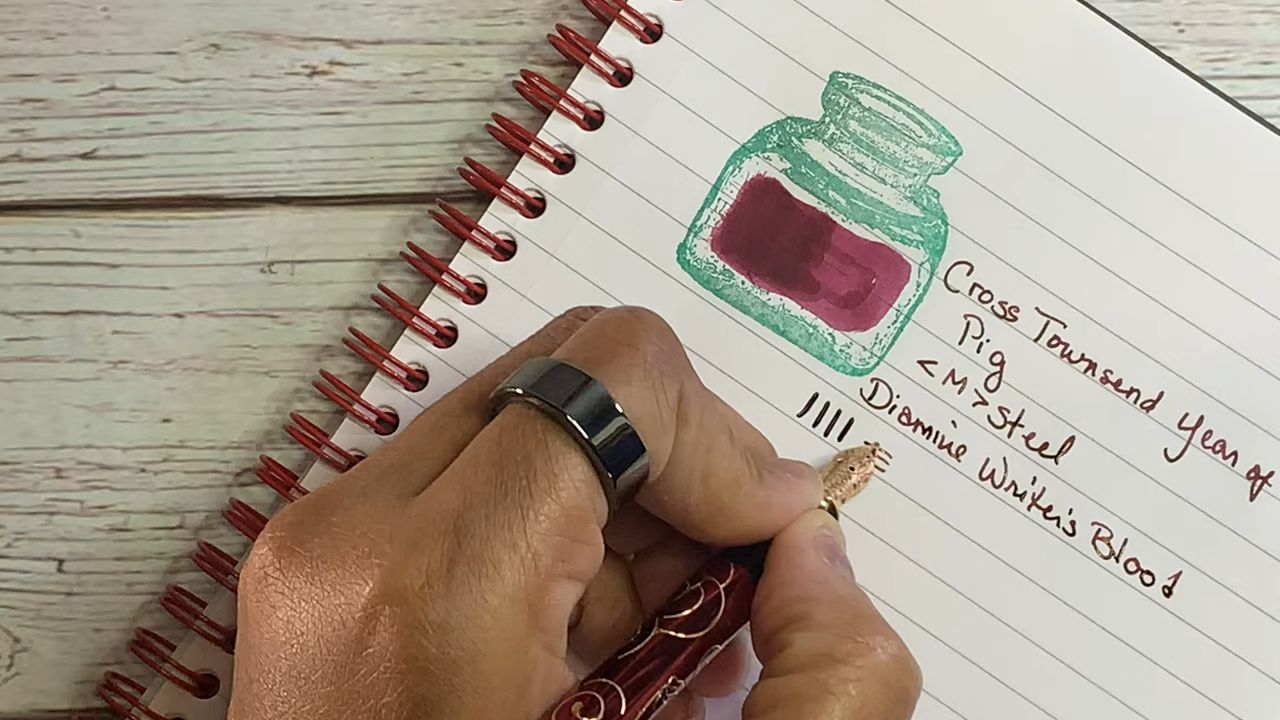 Cross Townsend Year of
Pig
<M> Steel
Diamine Writer's Blood